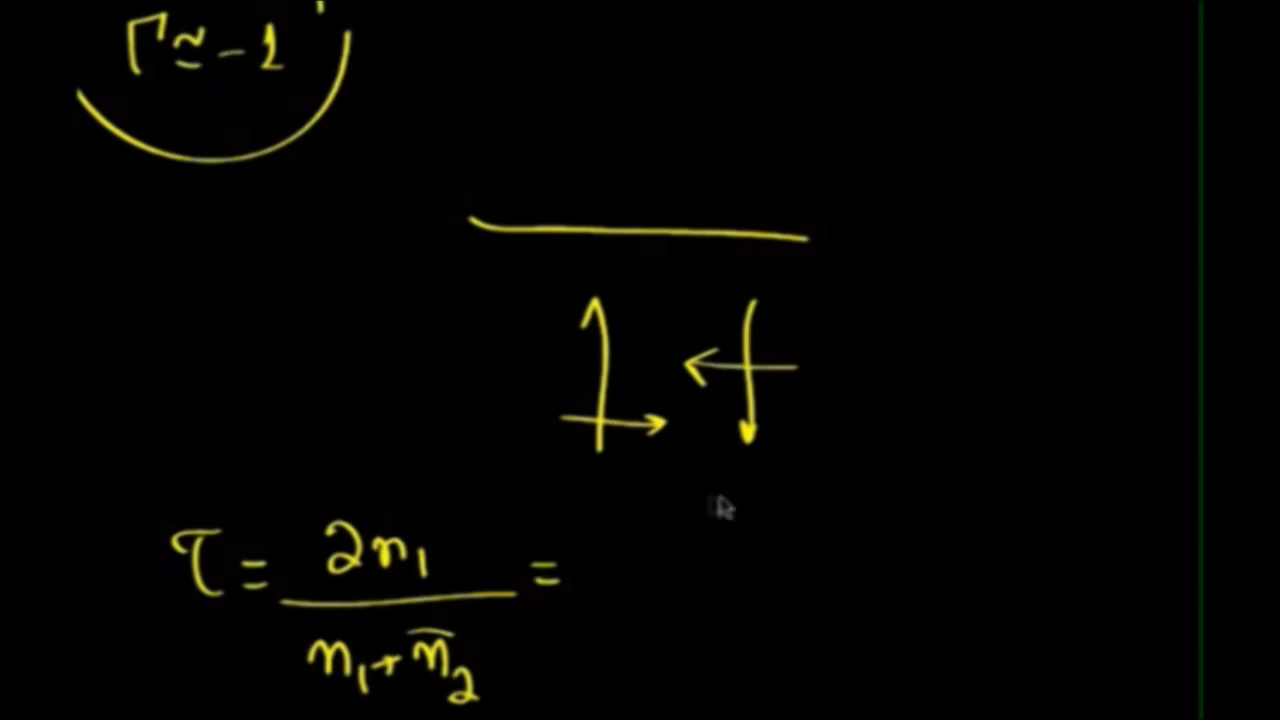 Γ ≃ -1
τ = 2n₁ / (n₁ + n̅₂) =